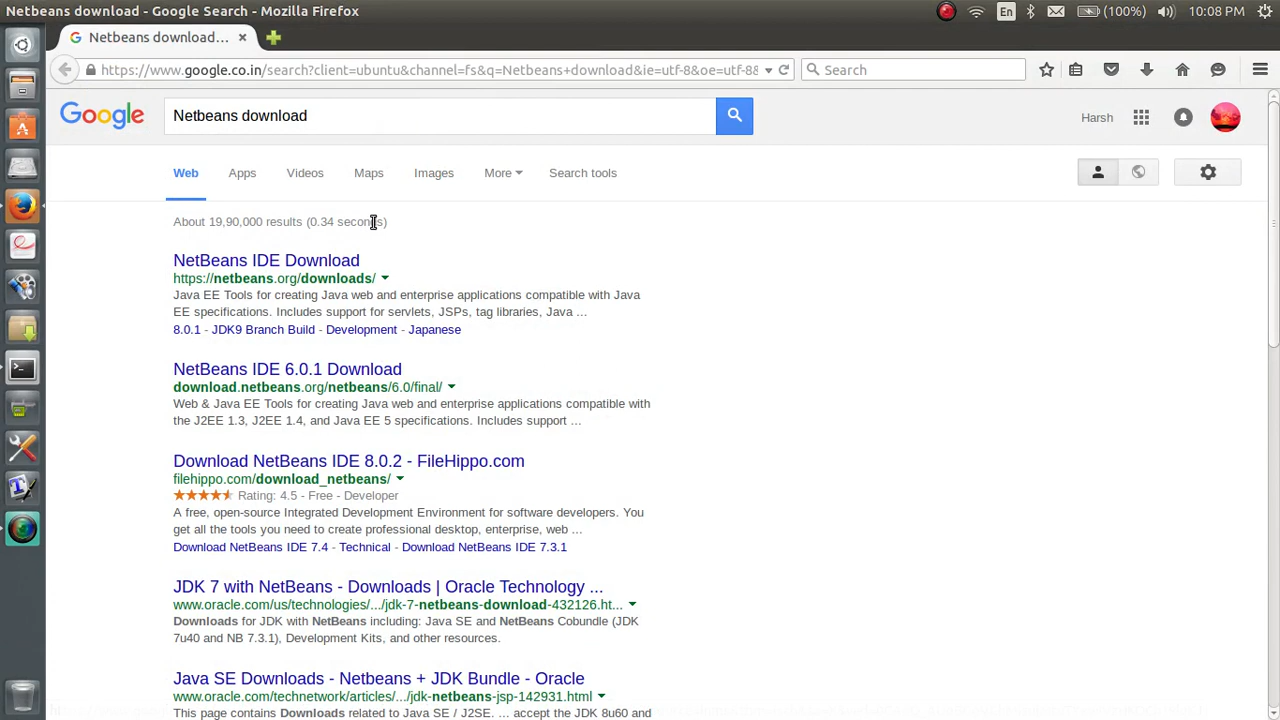 Netbeans download - Google Search - Mozilla Firefox
En
(100%)
10:08 PM
Netbeans download...
https://www.google.co.in/search?client=ubuntu&channel=fs&q=Netbeans+download&ie=utf-8&oe=utf-8&
Search
Google
Netbeans download
Harsh
Web
Apps
Videos
Maps
Images
More
Search tools
About 19,90,000 results (0.34 seconds)
NetBeans IDE Download
https://netbeans.org/downloads/
Java EE Tools for creating Java web and enterprise applications compatible with Java
EE specifications. Includes support for servlets, JSPs, tag libraries, Java ...
8.0.1 - JDK9 Branch Build - Development - Japanese
NetBeans IDE 6.0.1 Download
download.netbeans.org/netbeans/6.0/final/
Web & Java EE Tools for creating Java web and enterprise applications compatible with
the J2EE 1.3, J2EE 1.4, and Java EE 5 specifications. Includes support ...
Download NetBeans IDE 8.0.2 - FileHippo.com
filehippo.com/download_netbeans/
Rating: 4.5 - Free - Developer
A free, open-source Integrated Development Environment for software developers. You
get all the tools you need to create professional desktop, enterprise, web ...
Download NetBeans IDE 7.4 - Technical - Download NetBeans IDE 7.3.1
JDK 7 with NetBeans - Downloads | Oracle Technology ...
www.oracle.com/us/technologies/.../jdk-7-netbeans-download-432126.ht...
Downloads for JDK with NetBeans including: Java SE and NetBeans Cobundle (JDK
7u40 and NB 7.3.1), Development Kits, and other resources.
Java SE Downloads - Netbeans + JDK Bundle - Oracle
www.oracle.com/technetwork/articles/.../jdk-netbeans-jsp-142931.html
This page contains Downloads related to Java SE / J2SE. ... accept the JDK 8u60 and